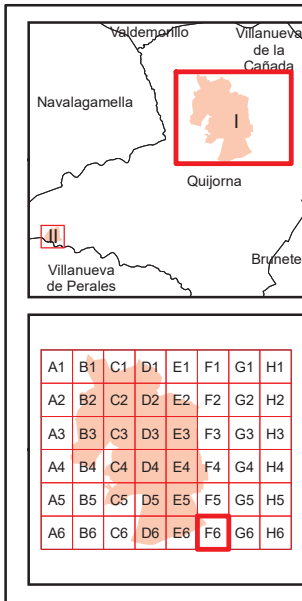 Valdemorillo
Villanueva
de la
Cañada
Navalagamella
I
Quijorna
II
Brunete
Villanueva
de Perales
A1 B1 C1 D1 E1 F1 G1 H1
A2 B2 C2 D2 E2 F2 G2 H2
A3 B3 C3 D3 E3 F3 G3 H3
A4 B4 C4 D4 E4 F4 G4 H4
A5 B5 C5 D5 E5 F5 G5 H5
A6 B6 C6 D6 E6 F6 G6 H6